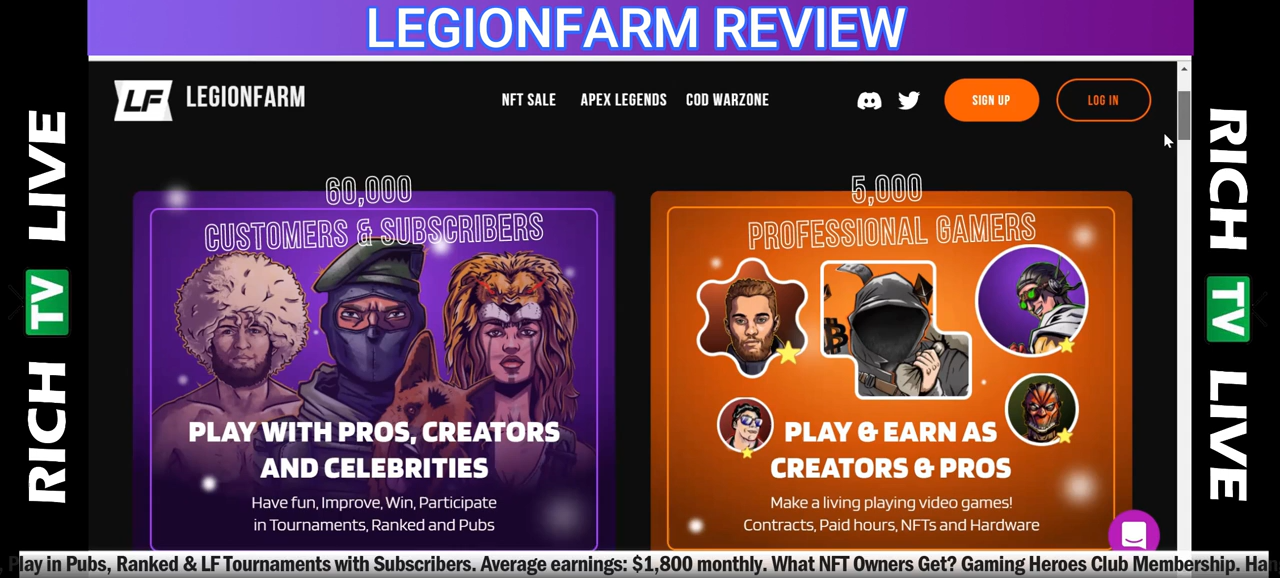 LEGIONFARM REVIEW
LF LEGIONFARM
NFT SALE APEX LEGENDS COD WARZONE SIGN UP LOG IN
60,000
CUSTOMERS & SUBSCRIBERS
PLAY WITH PROS, CREATORS
AND CELEBRITIES
Have fun, Improve, Win, Participate
in Tournaments, Ranked and Pubs
5,000
PROFESSIONAL GAMERS
PLAY & EARN AS
CREATORS & PROS
Make a living playing video games!
Contracts, Paid hours, NFTs and Hardware
RICH TV LIVE
RICH TV LIVE
Play in Pubs, Ranked & LF Tournaments with Subscribers. Average earnings: $1,800 monthly. What NFT Owners Get? Gaming Heroes Club Membership. Ha